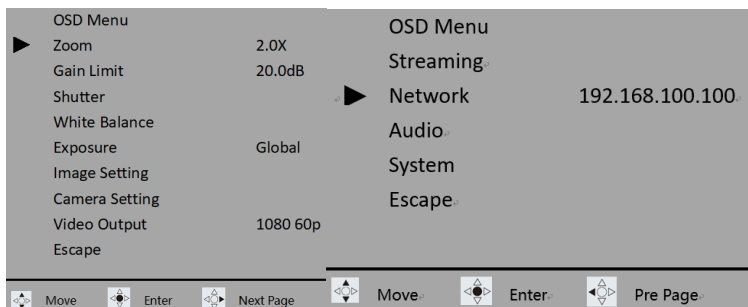 OSD Menu
Zoom 2.0X
Gain Limit 20.0dB
Shutter
White Balance
Exposure Global
Image Setting
Camera Setting
Video Output 1080 60p
Escape
Move Enter Next Page
OSD Menu
Streaming
Network 192.168.100.100
Audio
System
Escape
Move Enter Pre Page